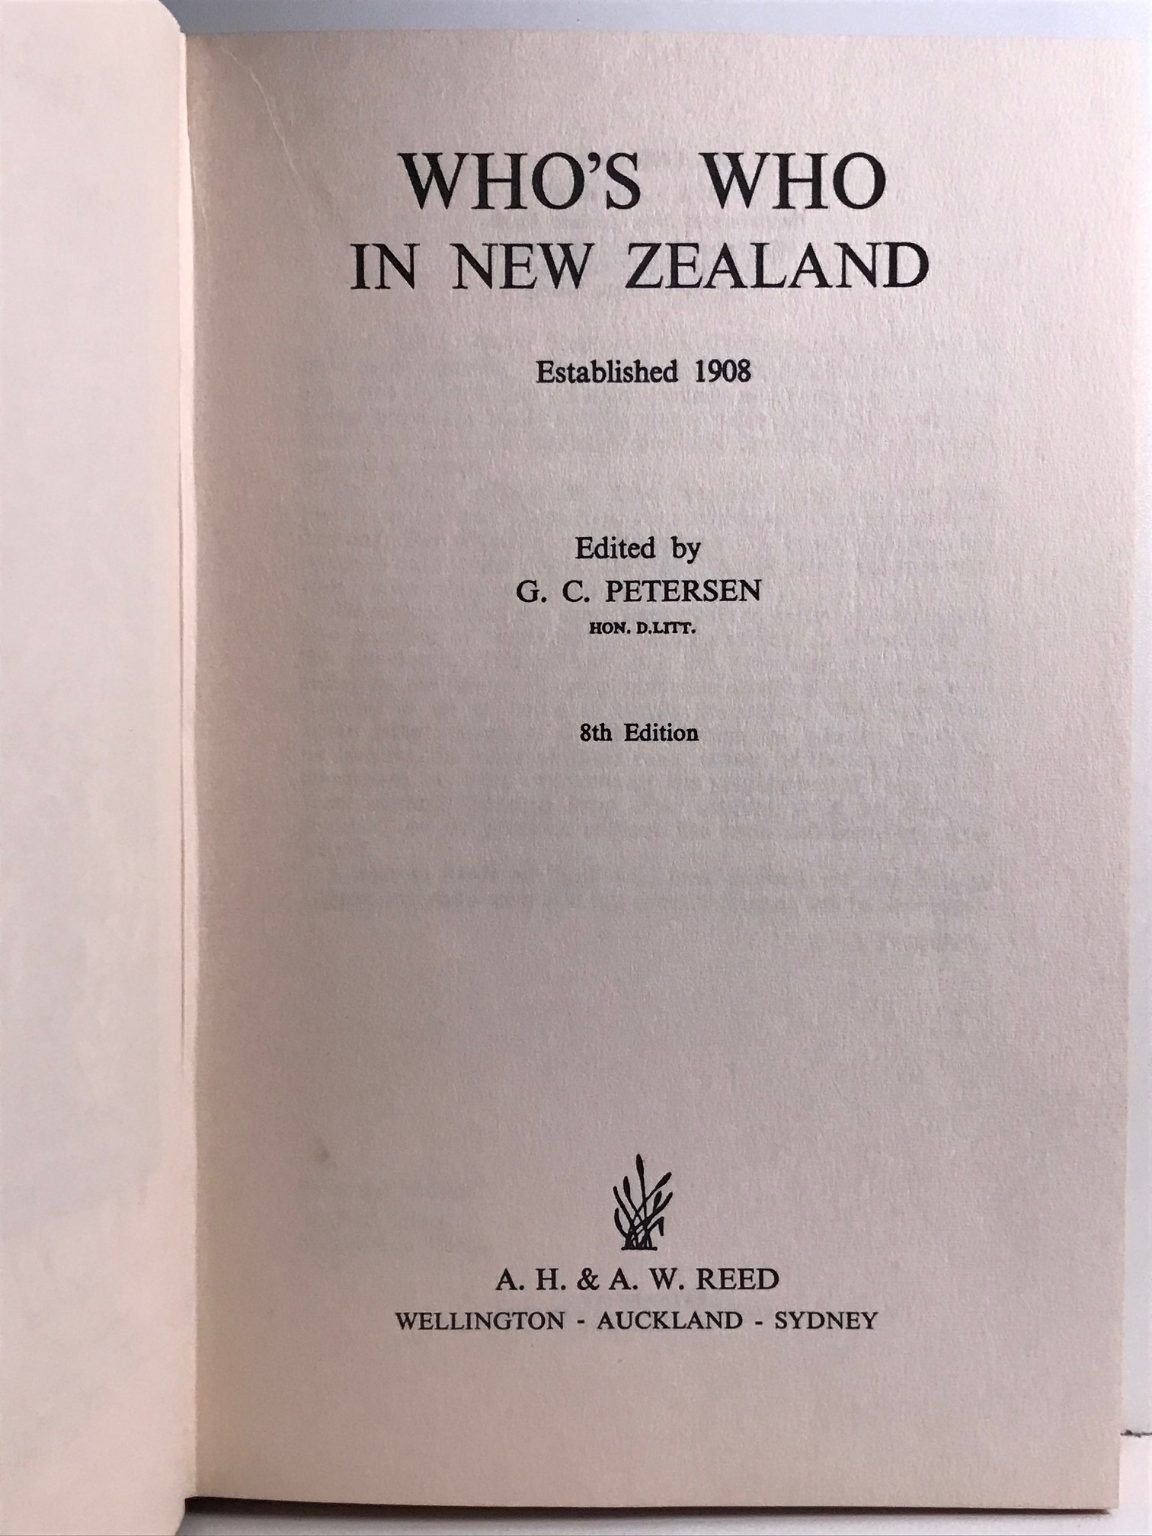 WHO'S WHO
IN NEW ZEALAND
Established 1908
Edited by
G. C. PETERSEN
HON. D.LITT.
8th Edition
A. H. & A. W. REED
WELLINGTON - AUCKLAND - SYDNEY